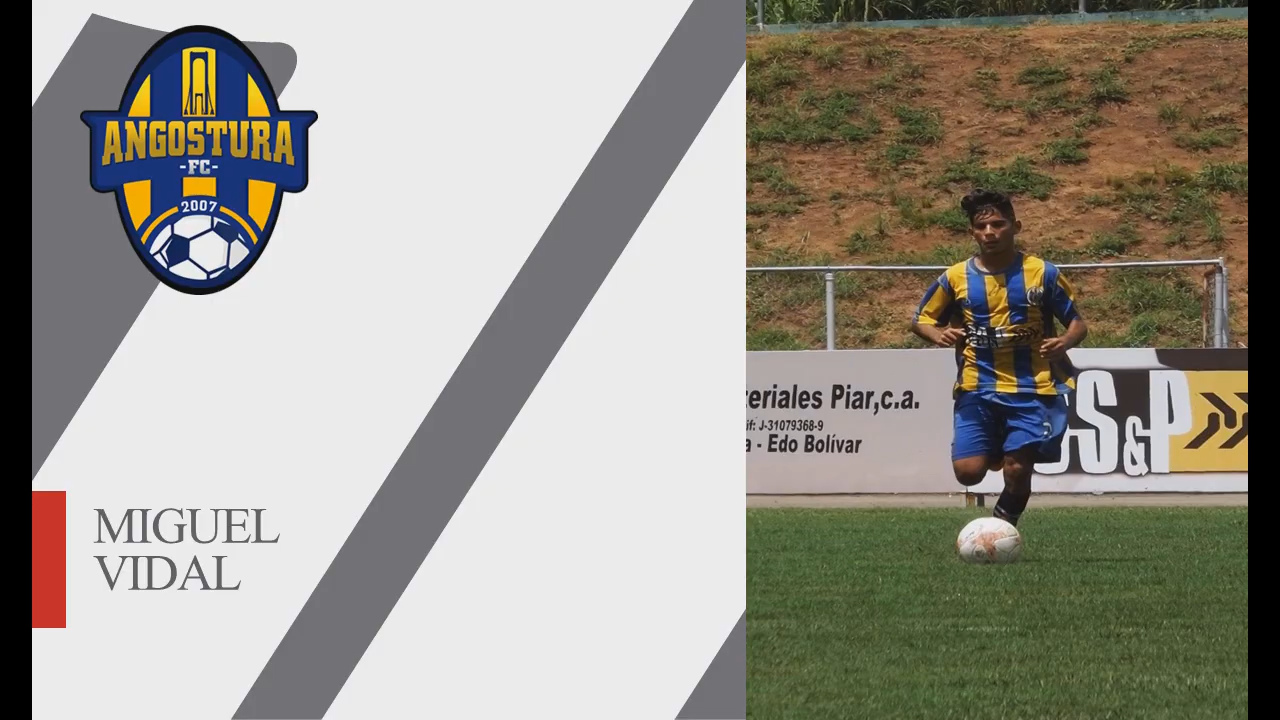 ANGOSTURA
-FC-
2007
MIGUEL
VIDAL
teriales Piar,c.a.
if: J-31079368-9
a - Edo Bolívar
S&P